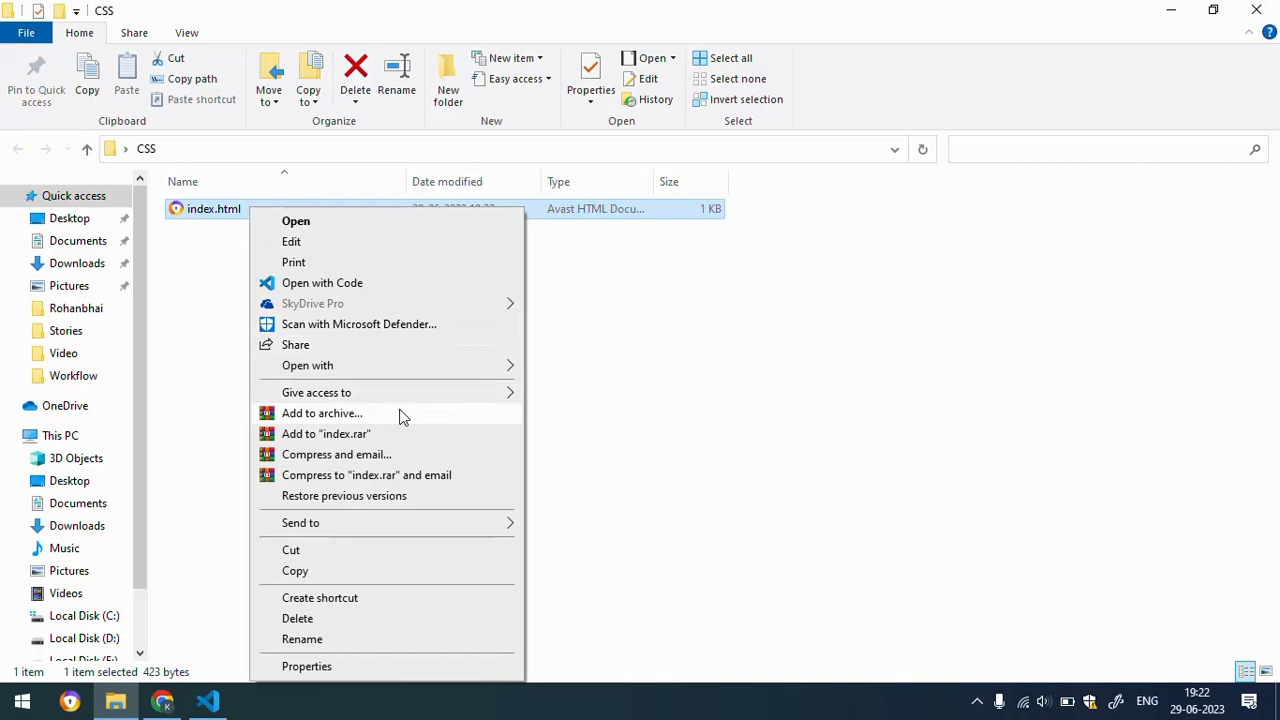 CSS
File Home Share View
Pin to Quick access
Copy
Paste
Cut
Copy path
Paste shortcut
Clipboard
Move to
Copy to
Delete
Rename
Organize
New folder
New item
Easy access
New
Properties
Open
Edit
History
Open
Select all
Select none
Invert selection
Select
CSS
Name Date modified Type Size
index.html Avast HTML Docu... 1 KB
Quick access
Desktop
Documents
Downloads
Pictures
Rohanbhai
Stories
Video
Workflow
OneDrive
This PC
3D Objects
Desktop
Documents
Downloads
Music
Pictures
Videos
Local Disk (C:)
Local Disk (D:)
Open
Edit
Print
Open with Code
SkyDrive Pro
Scan with Microsoft Defender...
Share
Open with
Give access to
Add to archive...
Add to "index.rar"
Compress and email...
Compress to "index.rar" and email
Restore previous versions
Send to
Cut
Copy
Create shortcut
Delete
Rename
Properties
1 item 1 item selected 423 bytes
ENG
19:22
29-06-2023